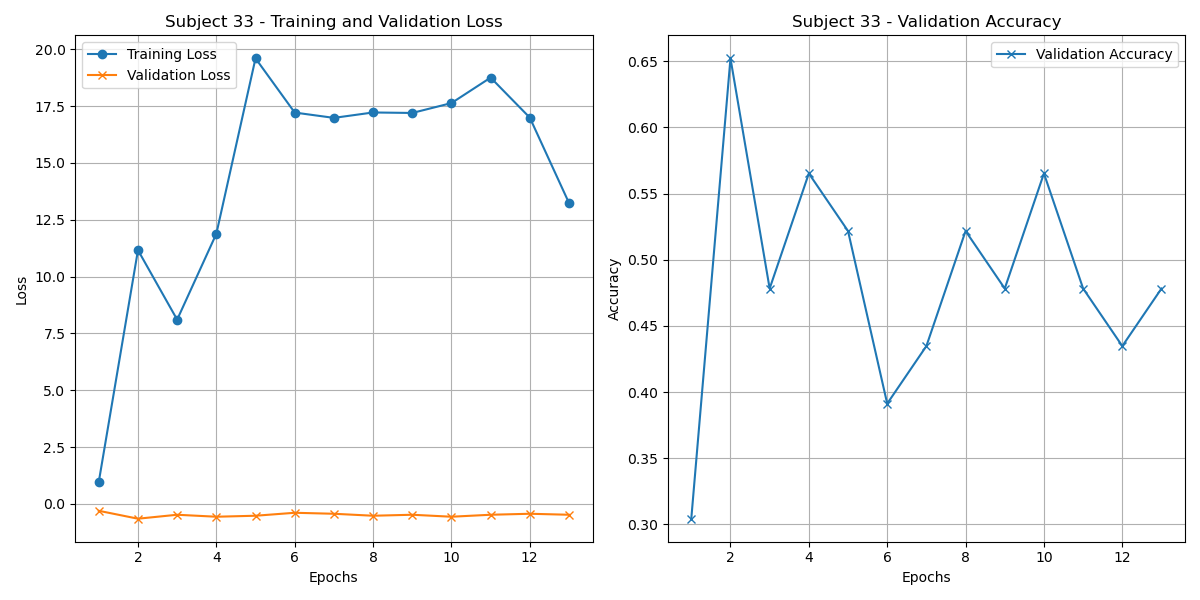 Subject 33 - Training and Validation Loss
Training Loss
Validation Loss
20.0
17.5
15.0
12.5
10.0
7.5
5.0
2.5
0.0
Loss
2 4 6 8 10 12
Epochs
Subject 33 - Validation Accuracy
Validation Accuracy
0.65
0.60
0.55
0.50
0.45
0.40
0.35
0.30
Accuracy
2 4 6 8 10 12
Epochs